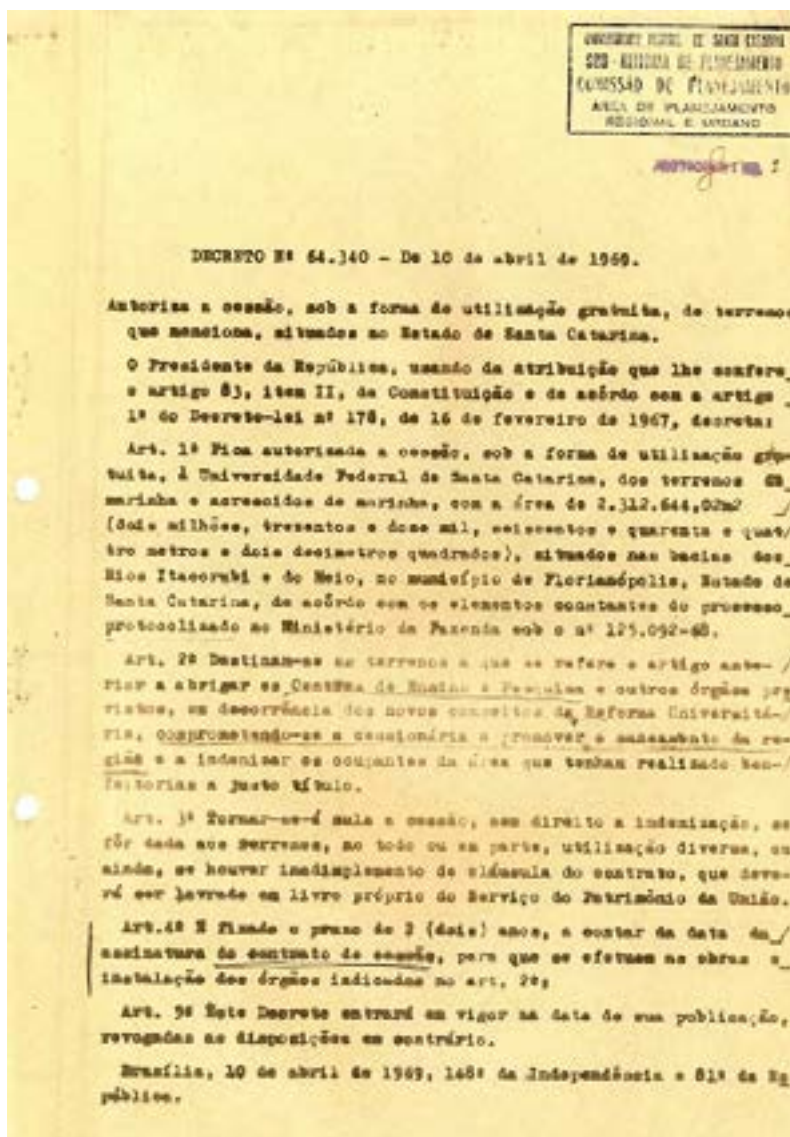 UNIVERSIDADE FEDERAL DE SANTA CATARINA
SUB-REITORIA DE PLANEJAMENTO
COMISSÃO DE PLANEJAMENTO
ÁREA DE PLANEJAMENTO
REGIONAL E URBANO
DECRETO Nº 64.340 - De 10 de abril de 1969.
Autoriza a cessão, sob a forma de utilização gratuita, de terrenos
que menciona, situados no Estado de Santa Catarina.
O Presidente da República, usando da atribuição que lhe confere
o artigo 83, item II, da Constituição e de acôrdo com o artigo
1º do Decreto-lei nº 178, de 16 de fevereiro de 1967, decreta:
Art. 1º Fica autorizada a cessão, sob a forma de utilização gra-
tuita, à Universidade Federal de Santa Catarina, dos terrenos de
marinha e acrescidos de marinha, com a área de 2.312.644,02m2 /
(dois milhões, trezentos e doze mil, seiscentos e quarenta e quat/
tro metros e dois decímetros quadrados), situados nas bacias dos
Rios Itacorubi e do Meio, no município de Florianópolis, Estado de
Santa Catarina, de acôrdo com os elementos constantes do processo
protocolizado no Ministério da Fazenda sob o nº 125.092-68.
Art. 2º Destinam-se os terrenos a que se refere o artigo ante- /
rior a abrigar os Centros de Ensino e Pesquisa e outros órgãos pre
vistos, em decorrência dos novos conceitos da Reforma Universitá-/
ria, comprometendo-se a cessionária a promover o saneamento da re-
gião e a indenizar os ocupantes da área que tenham realizado ben-/
feitorias a justo título.
Art. 3º Tornar-se-á nula a cessão, sem direito a indenização, se
fôr dada aos terrenos, no todo ou em parte, utilização diversa, ou
ainda, se houver inadimplemento de cláusula do contrato, que deve-
rá ser lavrado em livro próprio do Serviço do Patrimônio da União.
Art.4º É fixado o prazo de 2 (dois) anos, a contar da data da /
assinatura do contrato de cessão, para que se efetuem as obras e
instalação dos órgãos indicados no art. 2º;
Art. 5º Êste Decreto entrará em vigor na data de sua publicação,
revogadas as disposições em contrário.
Brasília, 10 de abril de 1969, 148º da Independência e 81º da Re
pública.